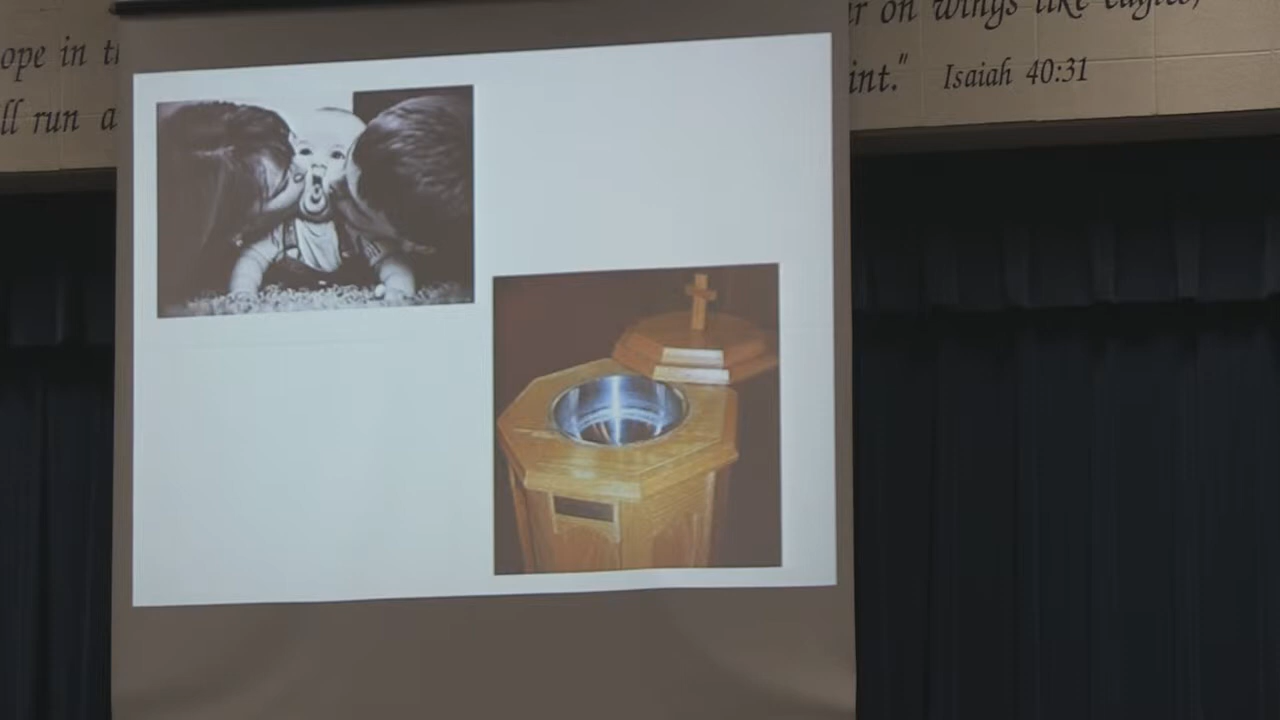 ope in
r on wings like eagles,
ll run a
int." Isaiah 40:31